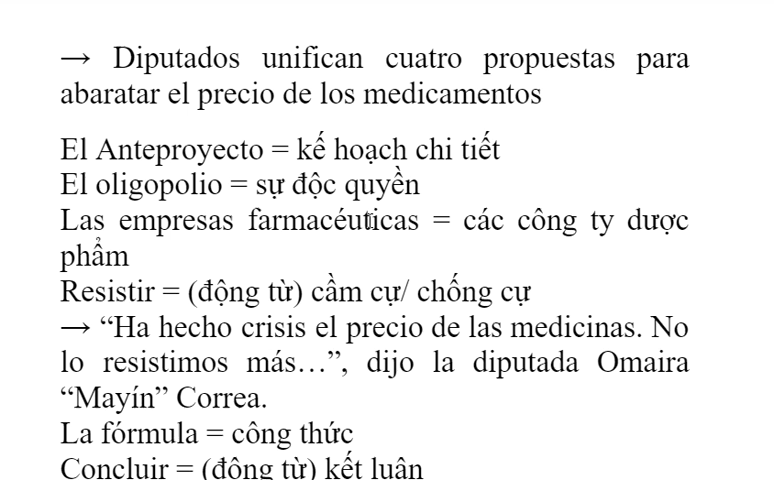 → Diputados unifican cuatro propuestas para
abaratar el precio de los medicamentos
El Anteproyecto = kế hoạch chi tiết
El oligopolio = sự độc quyền
Las empresas farmacéuticas = các công ty dược
phẩm
Resistir = (động từ) cầm cự/ chống cự
→ “Ha hecho crisis el precio de las medicinas. No
lo resistimos más…”, dijo la diputada Omaira
“Mayín” Correa.
La fórmula = công thức
Concluir = (động từ) kết luận